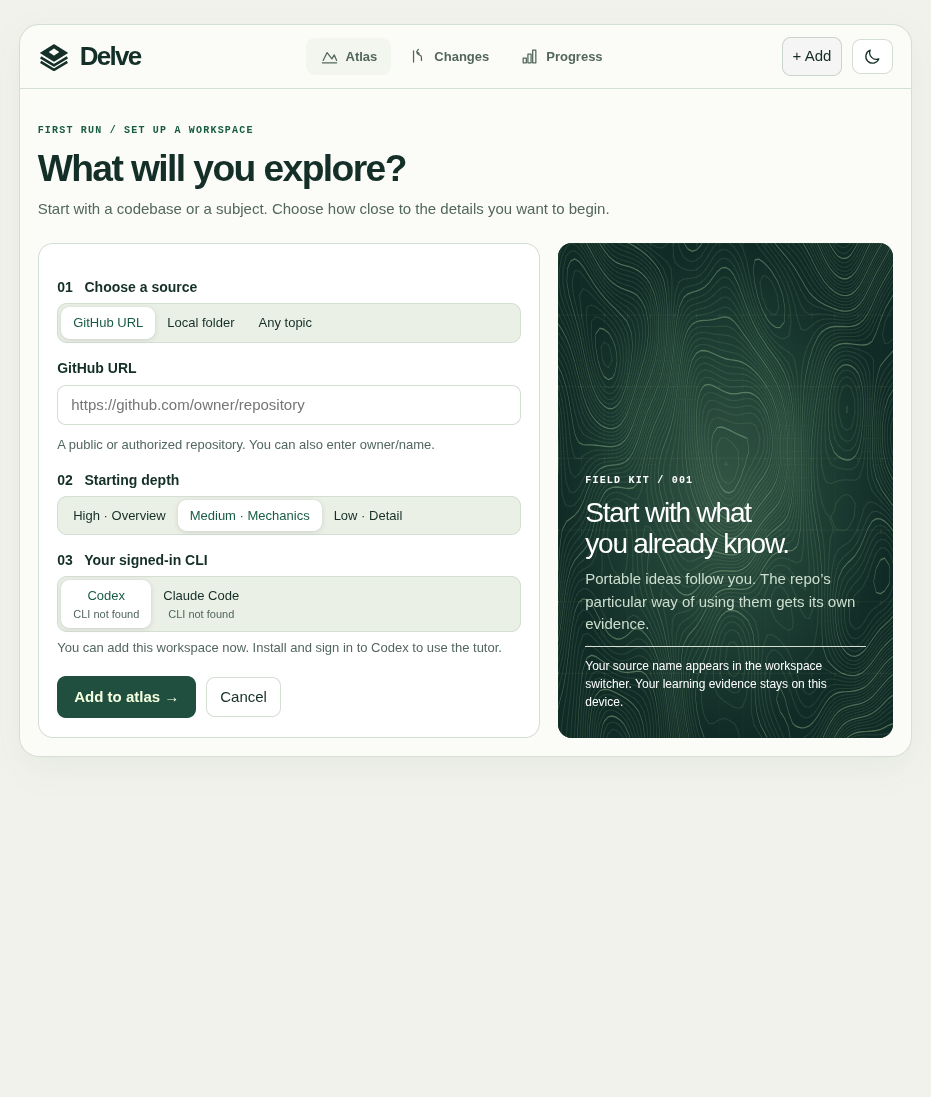 Delve
Atlas
Changes
Progress
+ Add
FIRST RUN / SET UP A WORKSPACE
What will you explore?
Start with a codebase or a subject. Choose how close to the details you want to begin.
01 Choose a source
GitHub URL
Local folder
Any topic
GitHub URL
https://github.com/owner/repository
A public or authorized repository. You can also enter owner/name.
02 Starting depth
High · Overview
Medium · Mechanics
Low · Detail
03 Your signed-in CLI
Codex
CLI not found
Claude Code
CLI not found
You can add this workspace now. Install and sign in to Codex to use the tutor.
Add to atlas →
Cancel
FIELD KIT / 001
Start with what
you already know.
Portable ideas follow you. The repo’s
particular way of using them gets its own
evidence.
Your source name appears in the workspace
switcher. Your learning evidence stays on this
device.